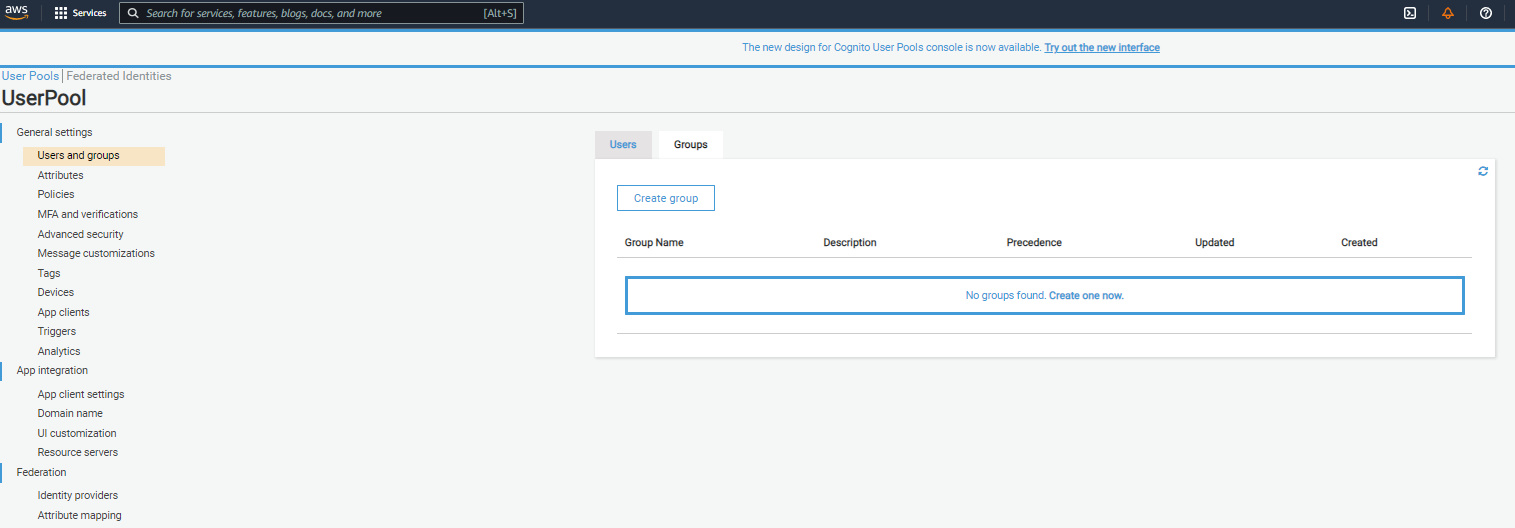 aws
Services
Search for services, features, blogs, docs, and more
[Alt+S]
The new design for Cognito User Pools console is now available. Try out the new interface
User Pools | Federated Identities
UserPool
General settings
Users and groups
Attributes
Policies
MFA and verifications
Advanced security
Message customizations
Tags
Devices
App clients
Triggers
Analytics
App integration
App client settings
Domain name
UI customization
Resource servers
Federation
Identity providers
Attribute mapping
Users
Groups
Create group
Group Name Description Precedence Updated Created
No groups found. Create one now.